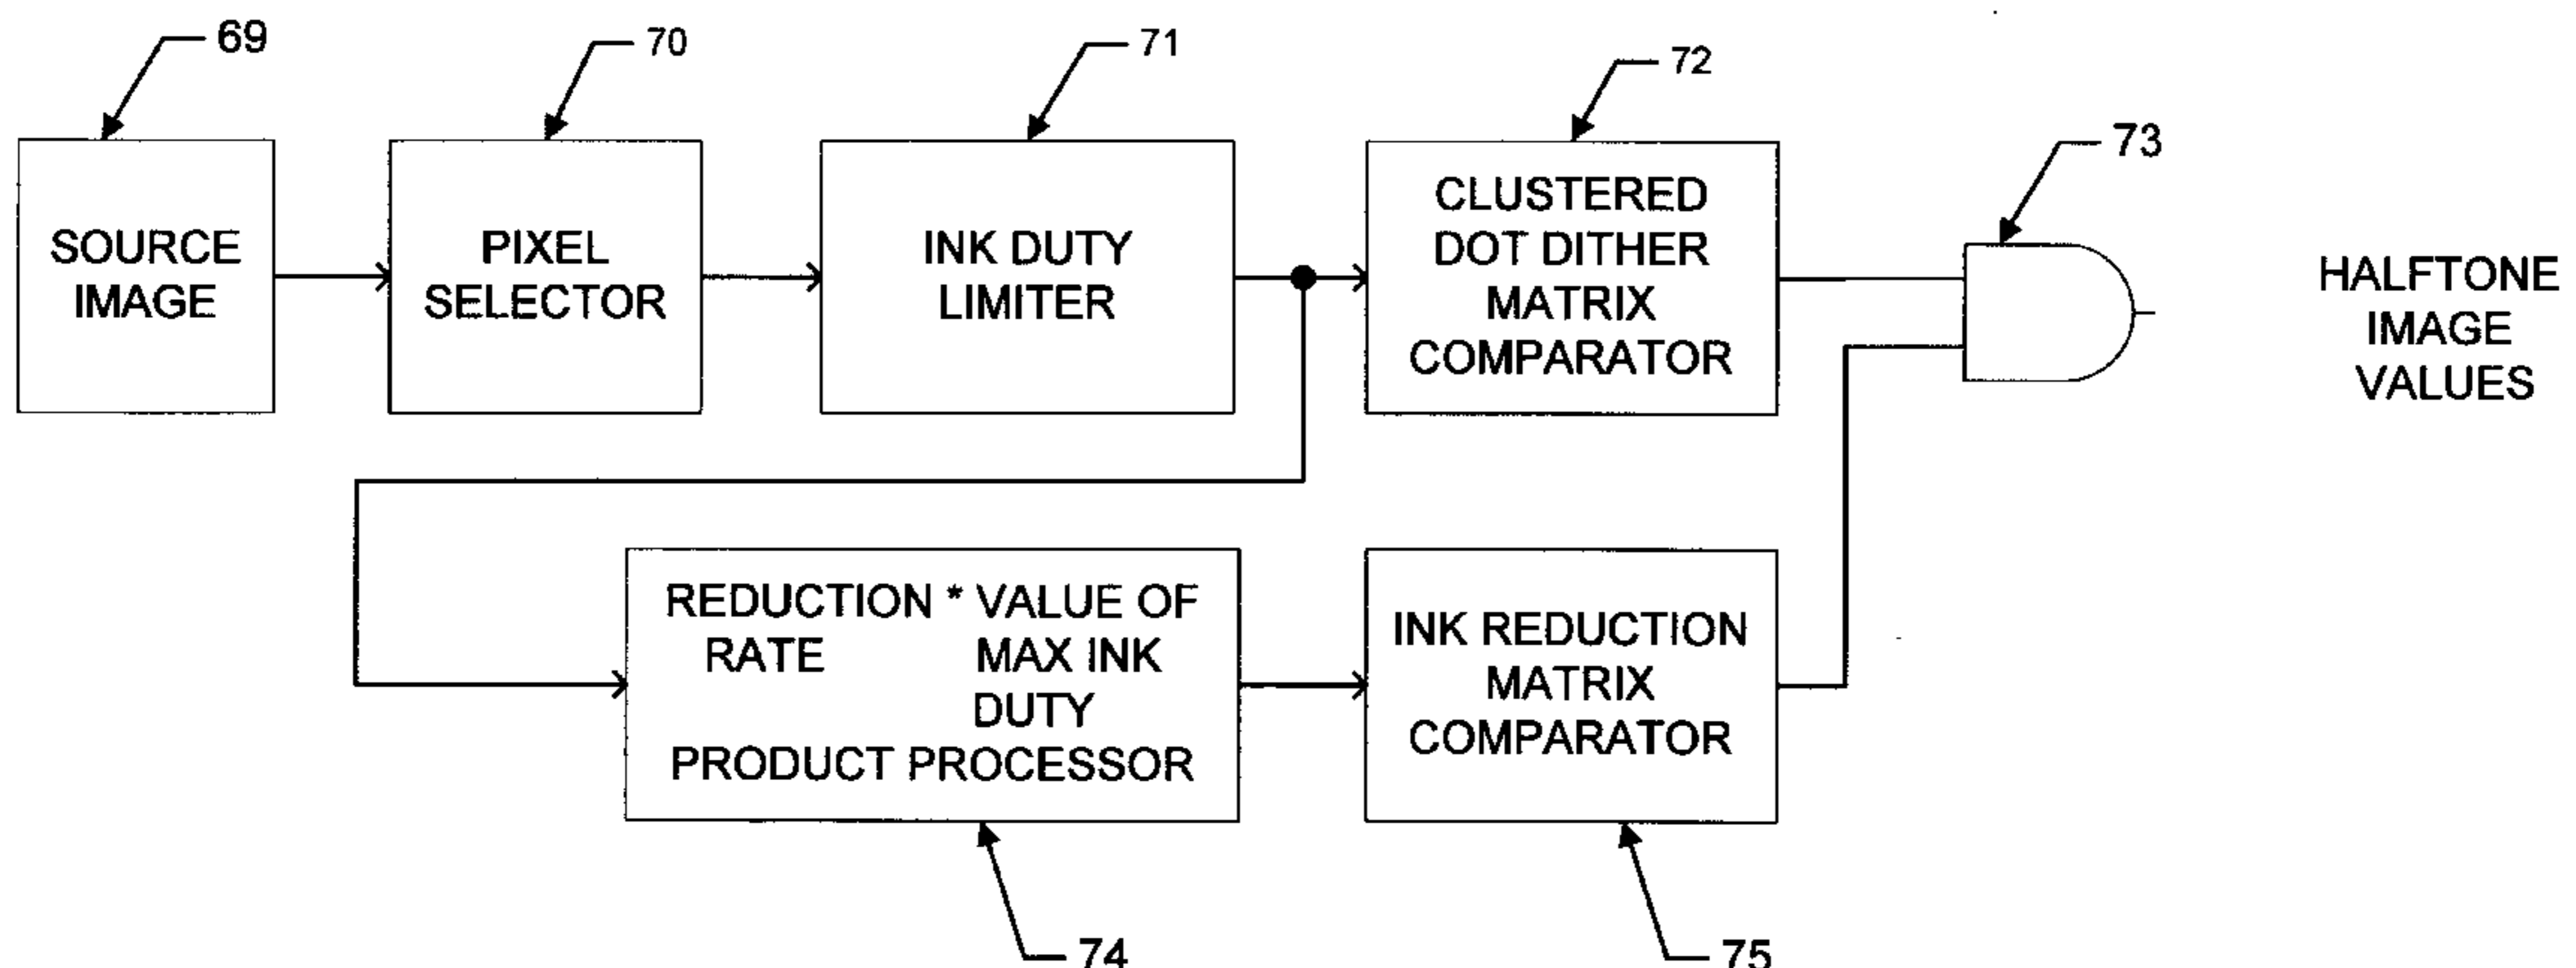 69
70
71
72
73
SOURCE
IMAGE
PIXEL
SELECTOR
INK DUTY
LIMITER
CLUSTERED
DOT DITHER
MATRIX
COMPARATOR
HALFTONE
IMAGE
VALUES
REDUCTION * VALUE OF
RATE MAX INK
DUTY
PRODUCT PROCESSOR
INK REDUCTION
MATRIX
COMPARATOR
74
75